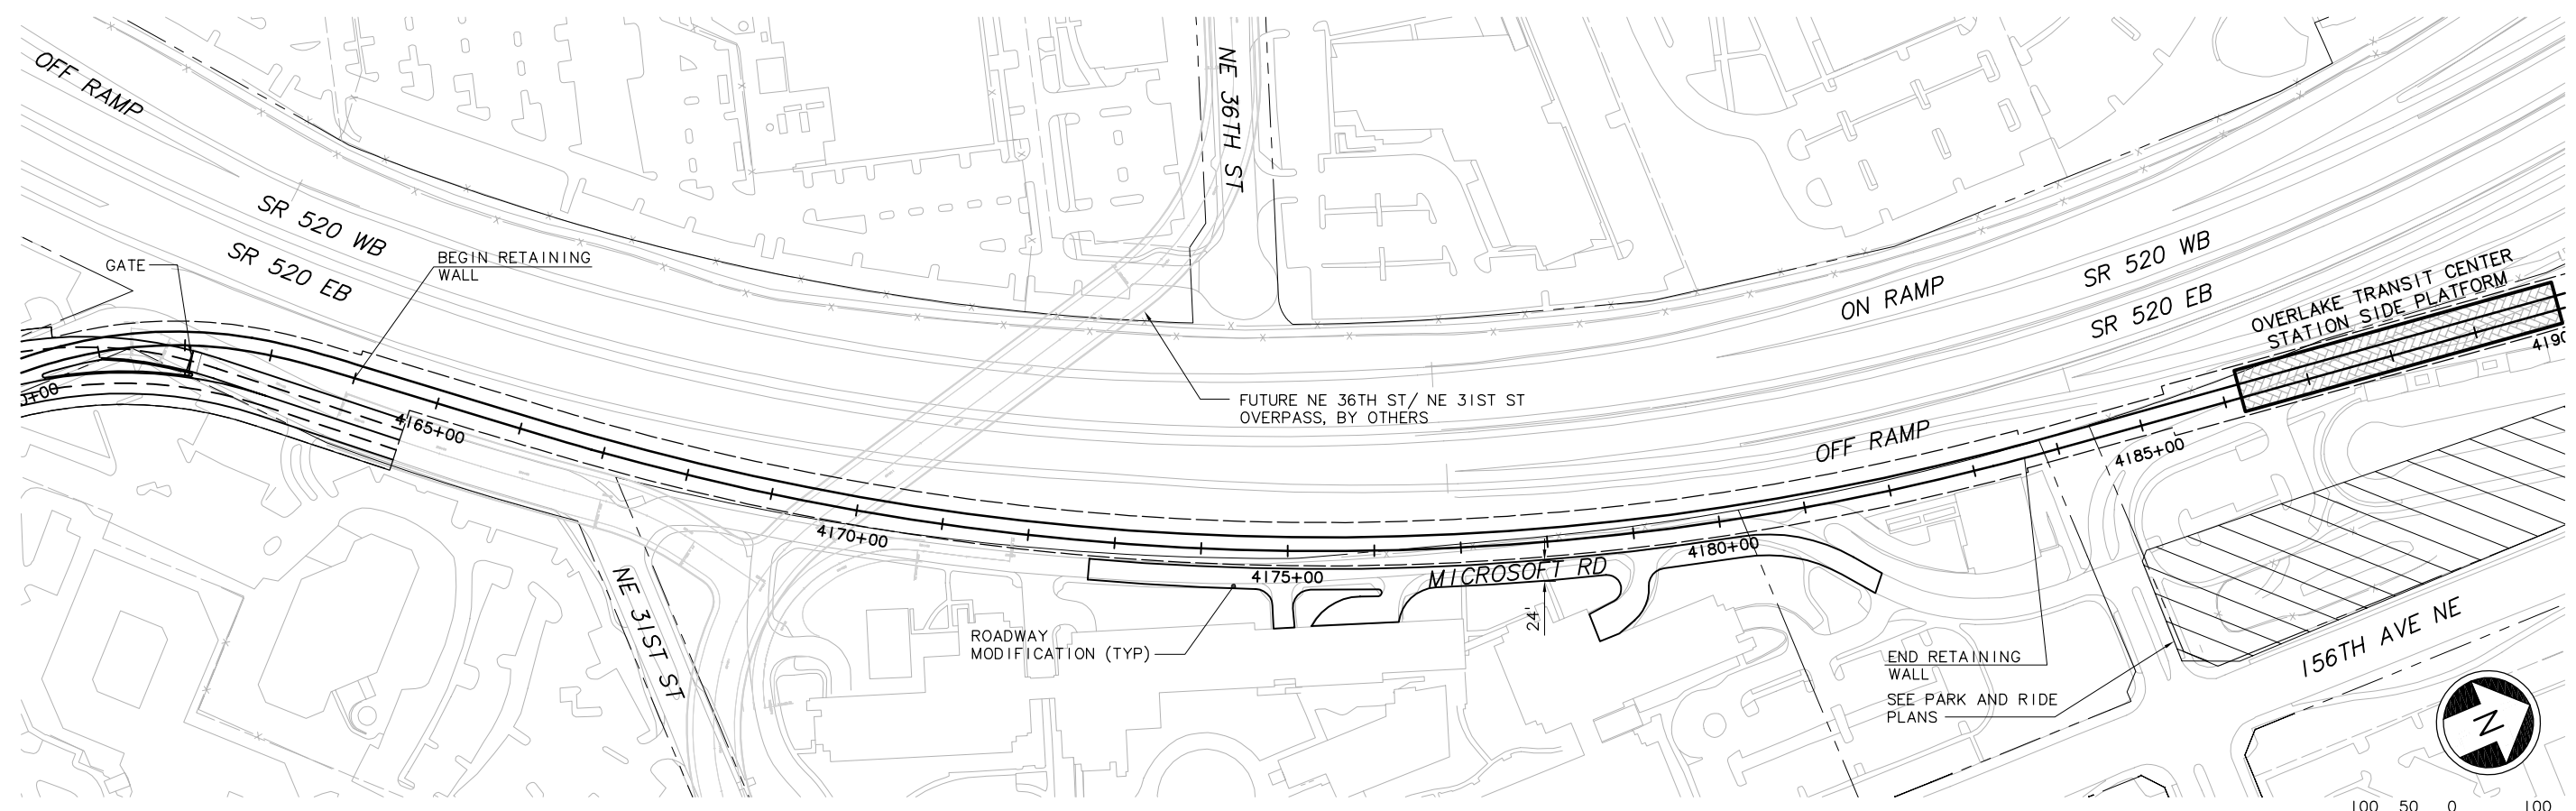 OFF RAMP
NE 36TH ST
SR 520 WB
SR 520 EB
GATE
BEGIN RETAINING
WALL
SR 520 WB
SR 520 EB
ON RAMP
OVERLAKE TRANSIT CENTER
STATION SIDE PLATFORM
4190
0+00
4165+00
FUTURE NE 36TH ST/ NE 31ST ST
OVERPASS, BY OTHERS
OFF RAMP
4185+00
4170+00
4175+00
4180+00
MICROSOFT RD
24'
NE 31ST ST
ROADWAY
MODIFICATION (TYP)
END RETAINING
WALL
SEE PARK AND RIDE
PLANS
156TH AVE NE
N
100 50 0 100